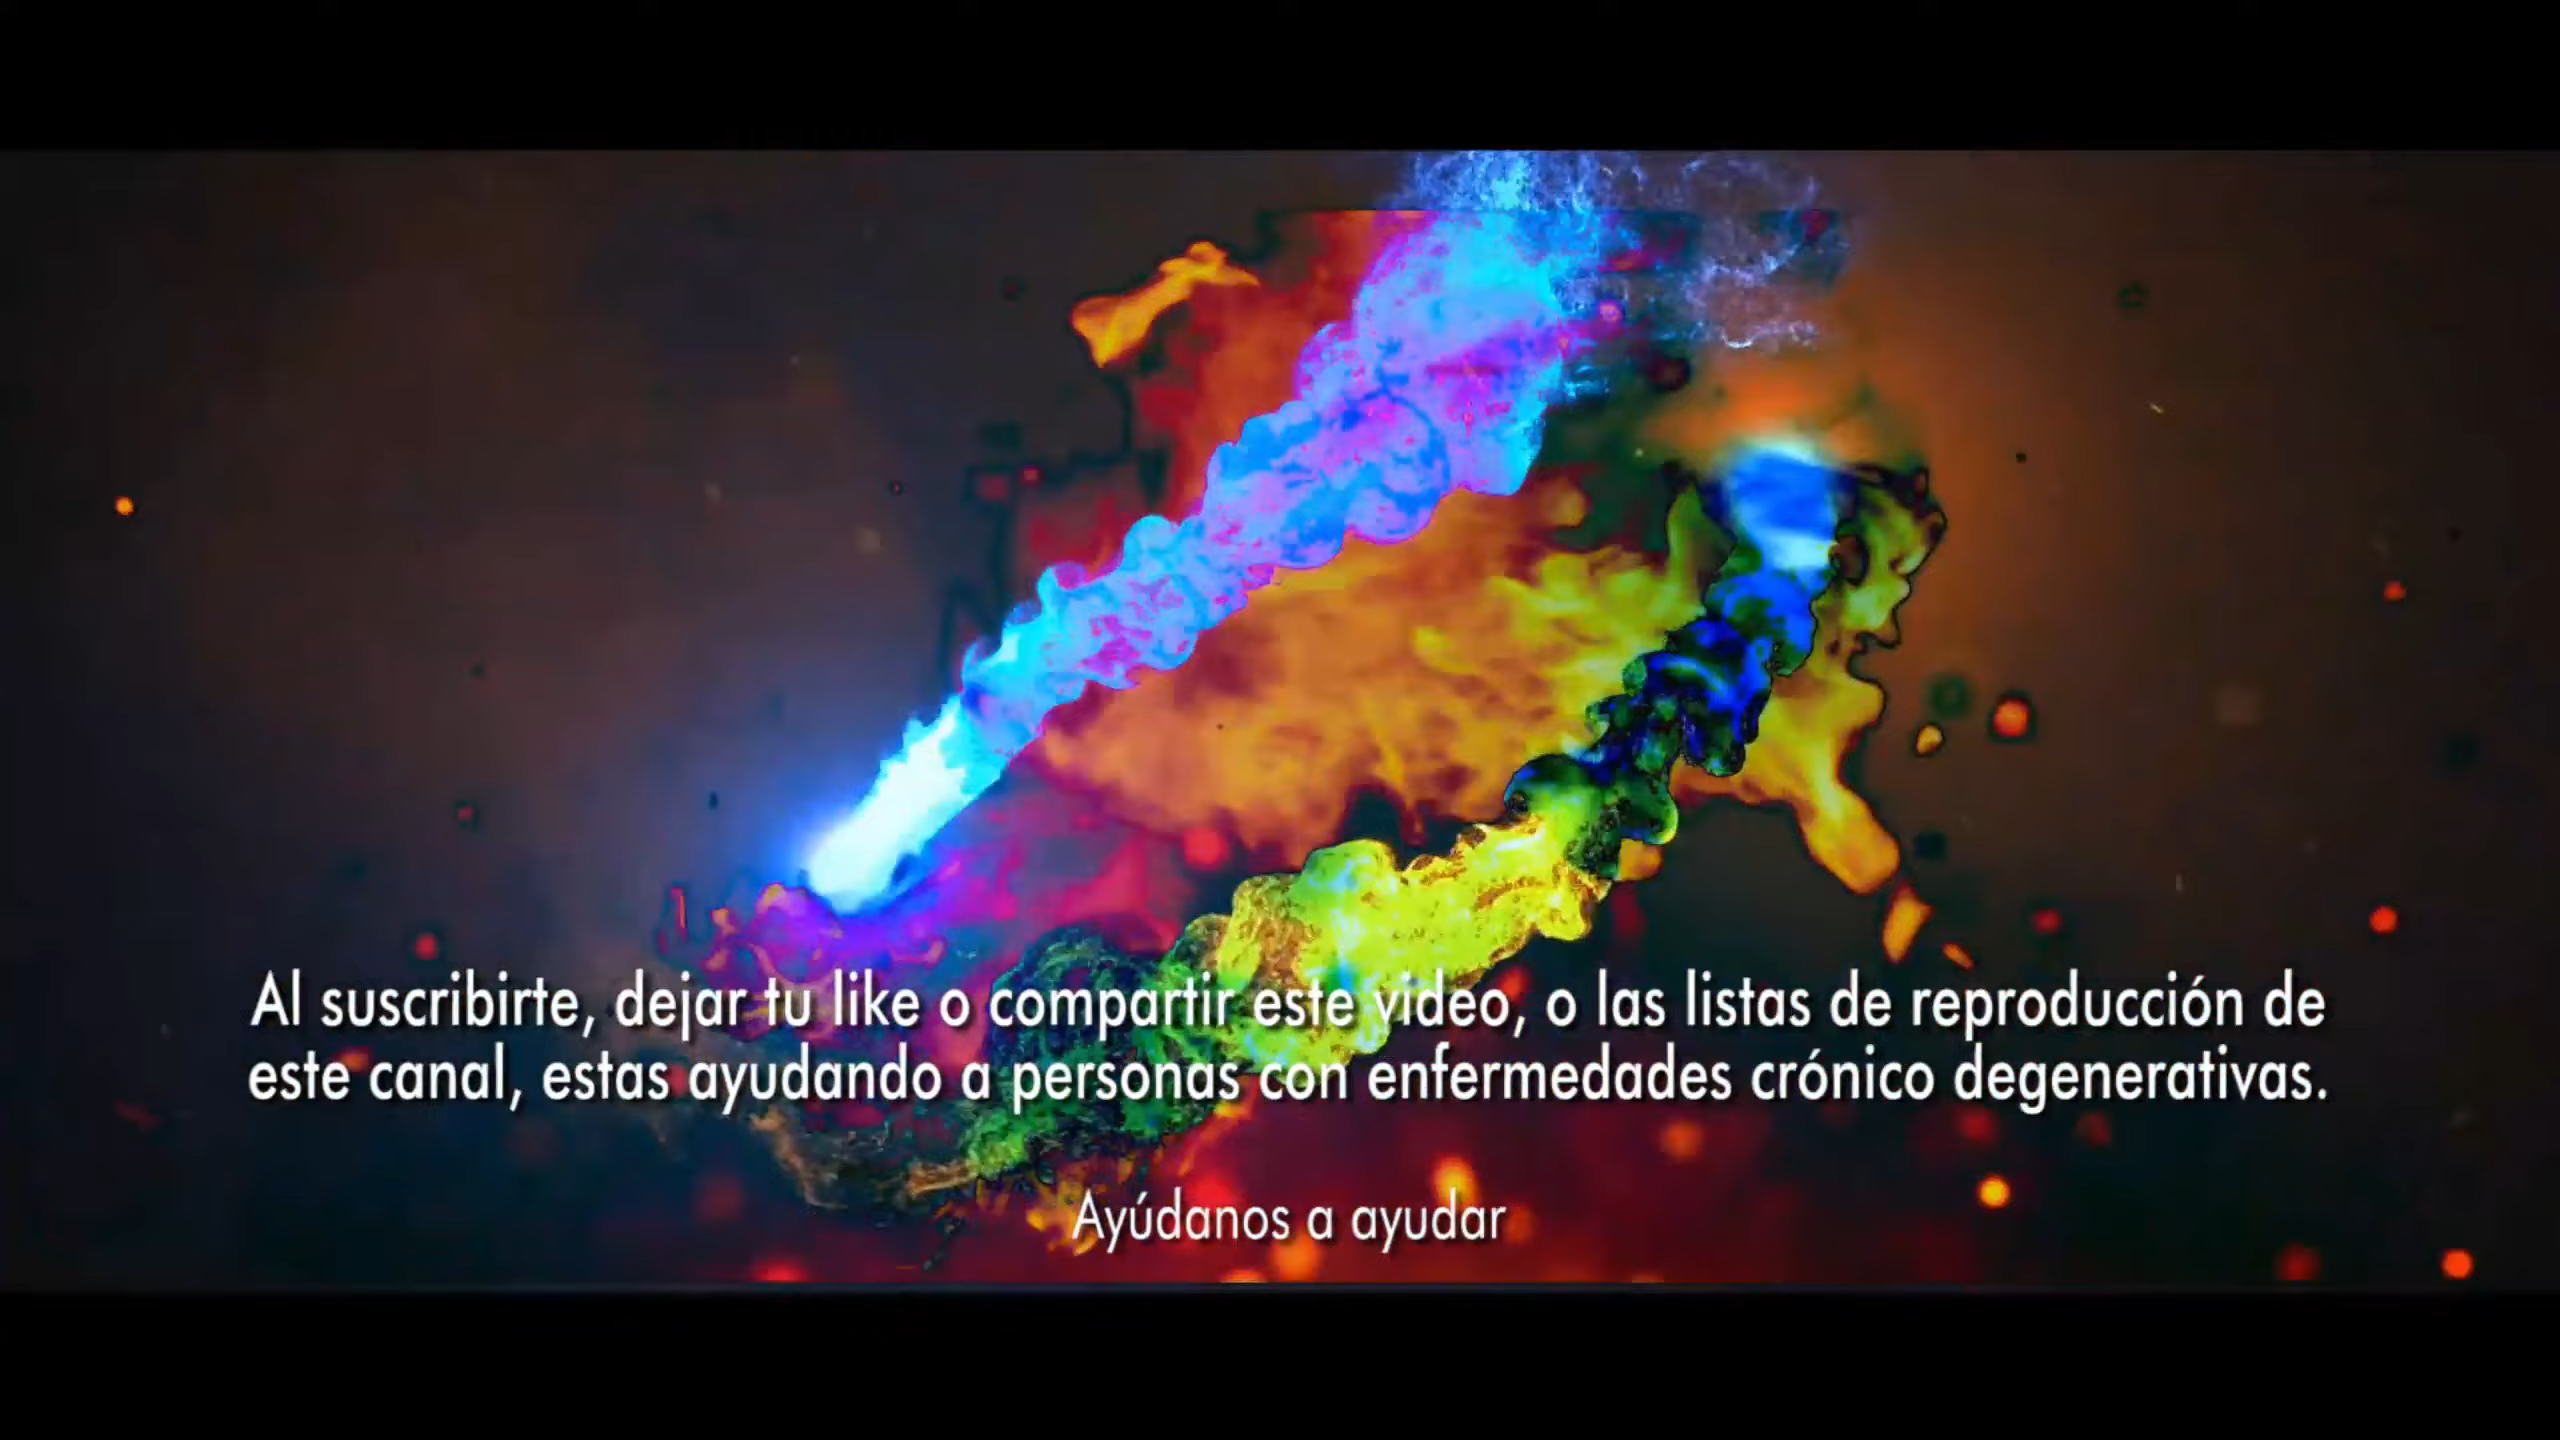 Al suscribirte, dejar tu like o compartir este video, o las listas de reproducción de
este canal, estas ayudando a personas con enfermedades crónico degenerativas.
Ayúdanos a ayudar